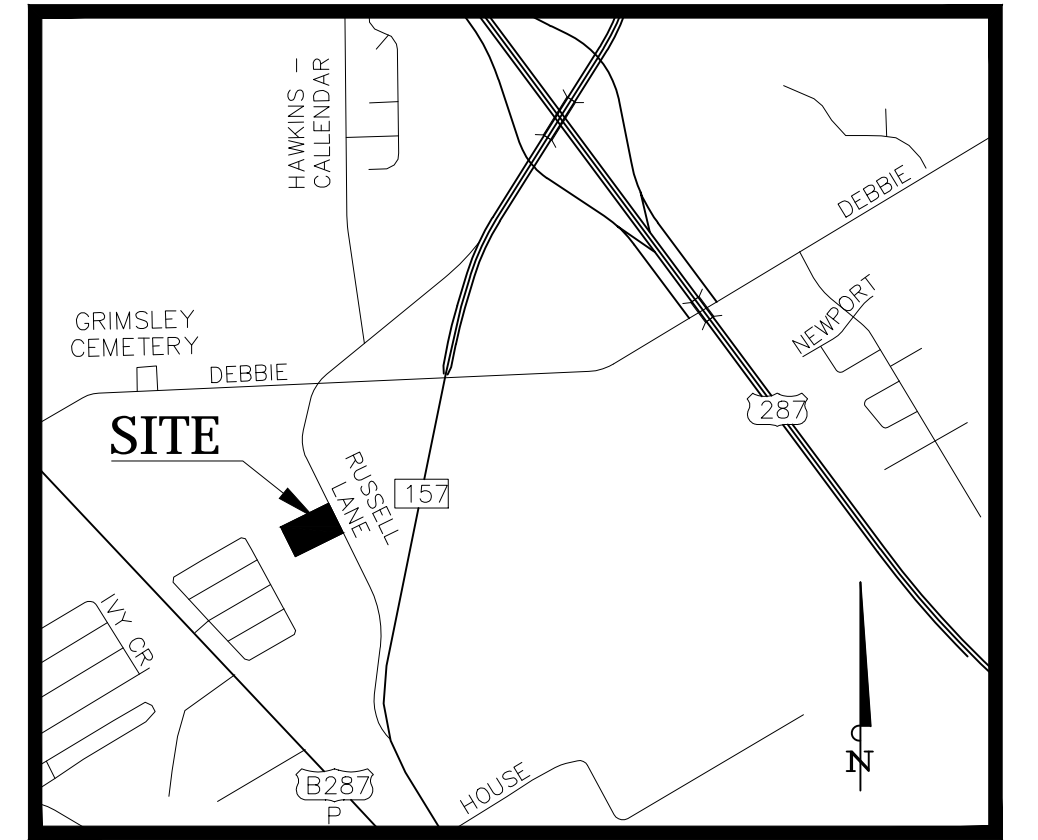 HAWKINS -
CALLENDAR
DEBBIE
NEWPORT
GRIMSLEY
CEMETERY
DEBBIE
287
SITE
RUSSELL
LANE
157
IVY CR
B287
P
HOUSE
N